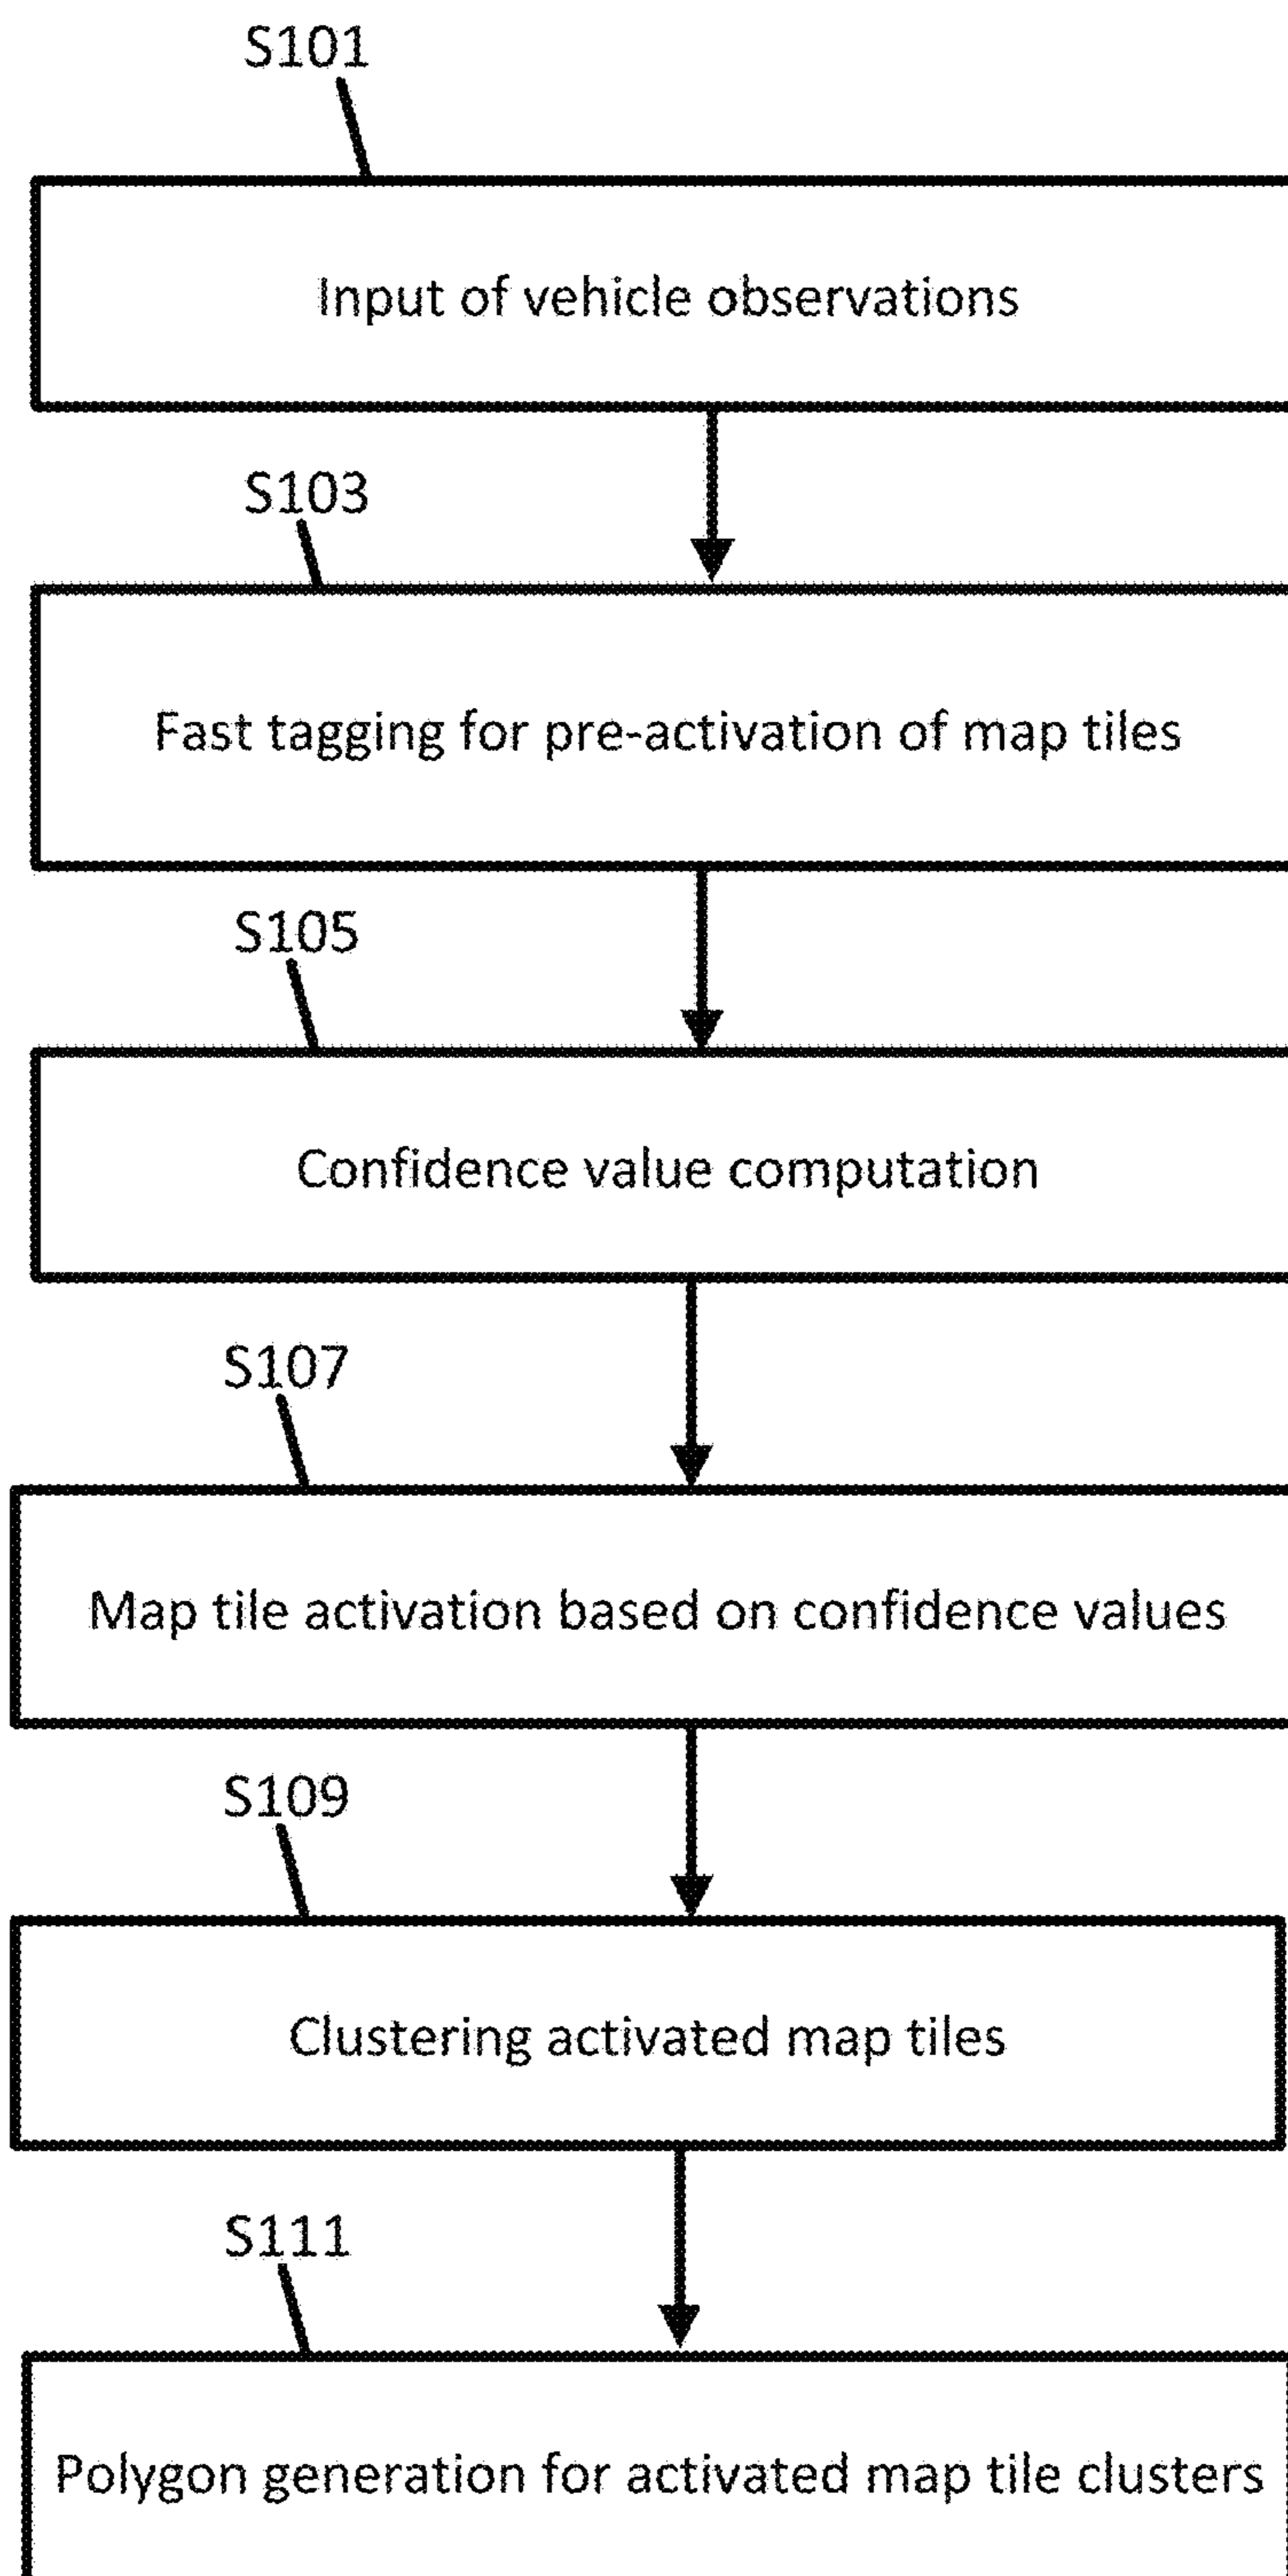 S101
Input of vehicle observations
S103
Fast tagging for pre-activation of map tiles
S105
Confidence value computation
S107
Map tile activation based on confidence values
S109
Clustering activated map tiles
S111
Polygon generation for activated map tile clusters